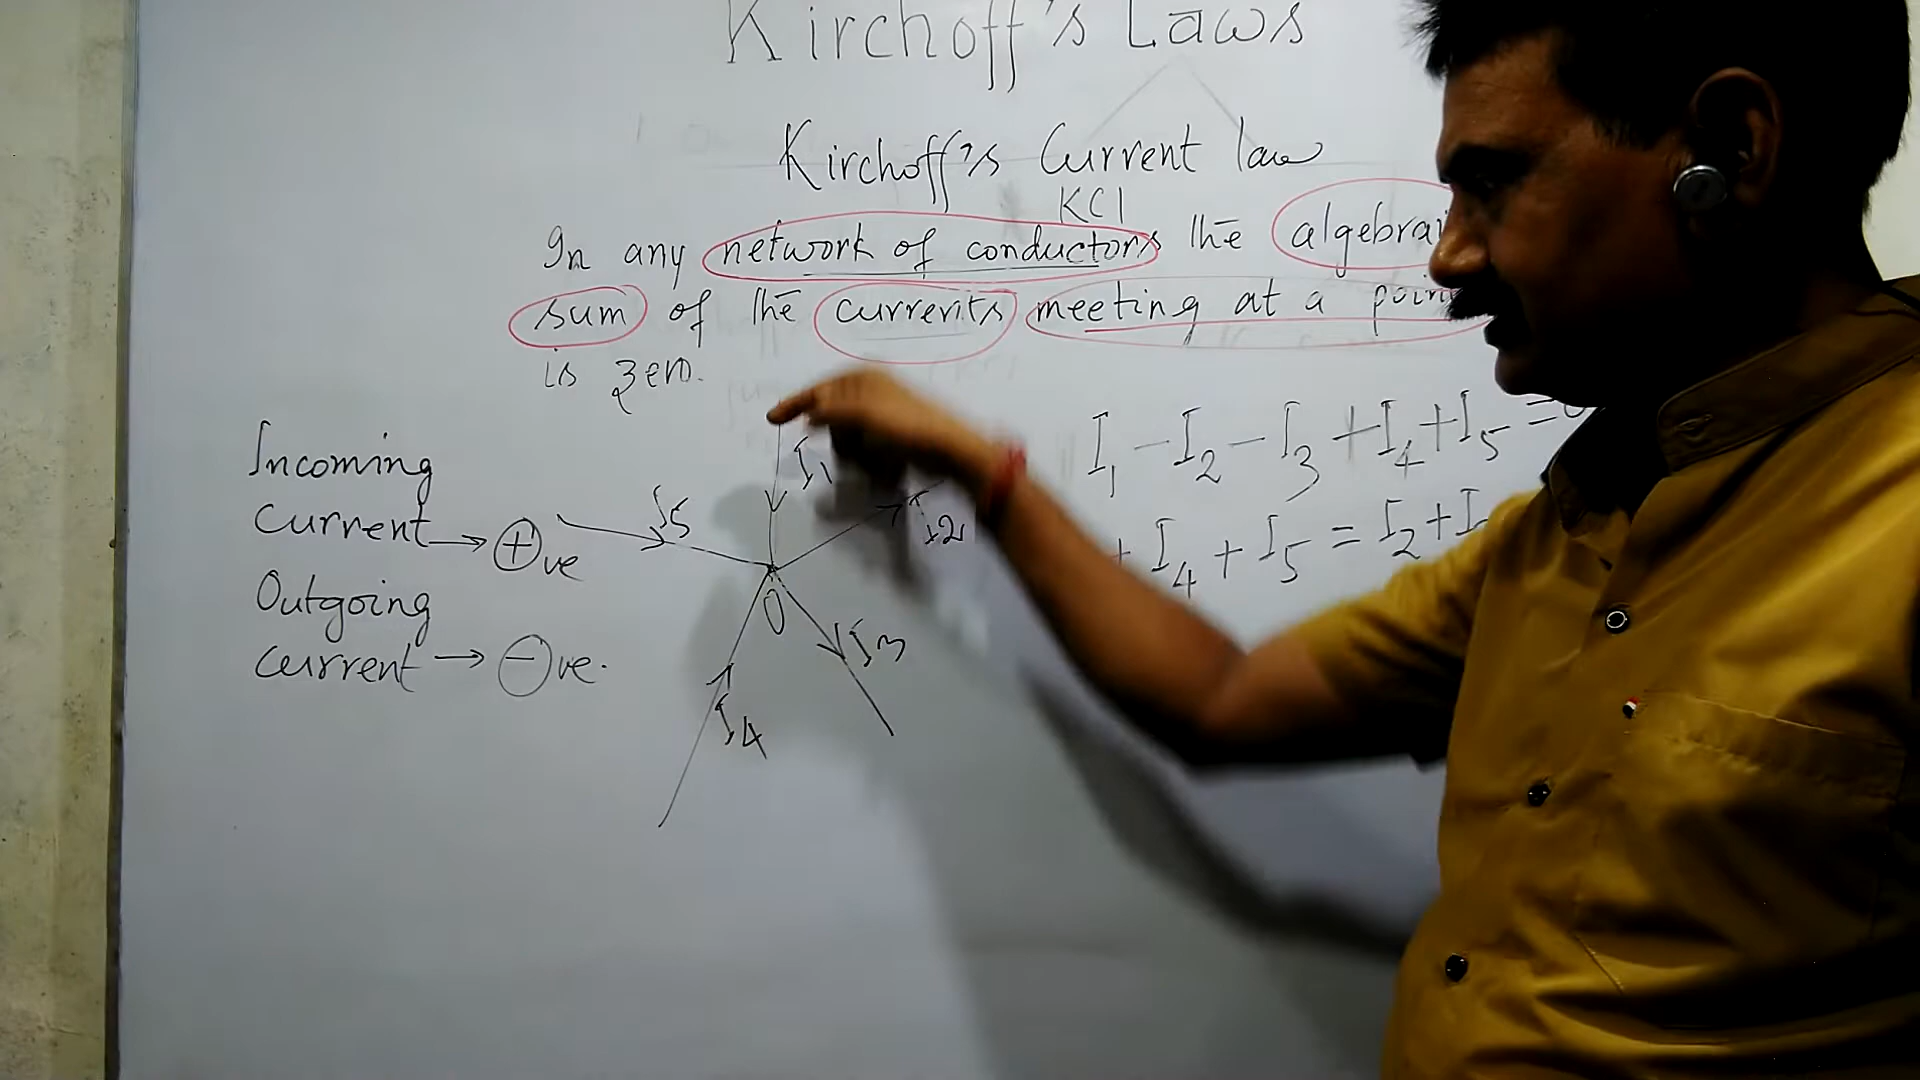 Kirchoff's Laws
Kirchoff's Current law
KCl
In any network of conductors the algebrai
sum of the currents meeting at a poin
is zero.
Incoming
Current → + ve
Outgoing
Current → - ve.
I1
I2
I3
I4
I5
O
I1 - I2 - I3 + I4 + I5 = 0
+ I4 + I5 = I2 + I